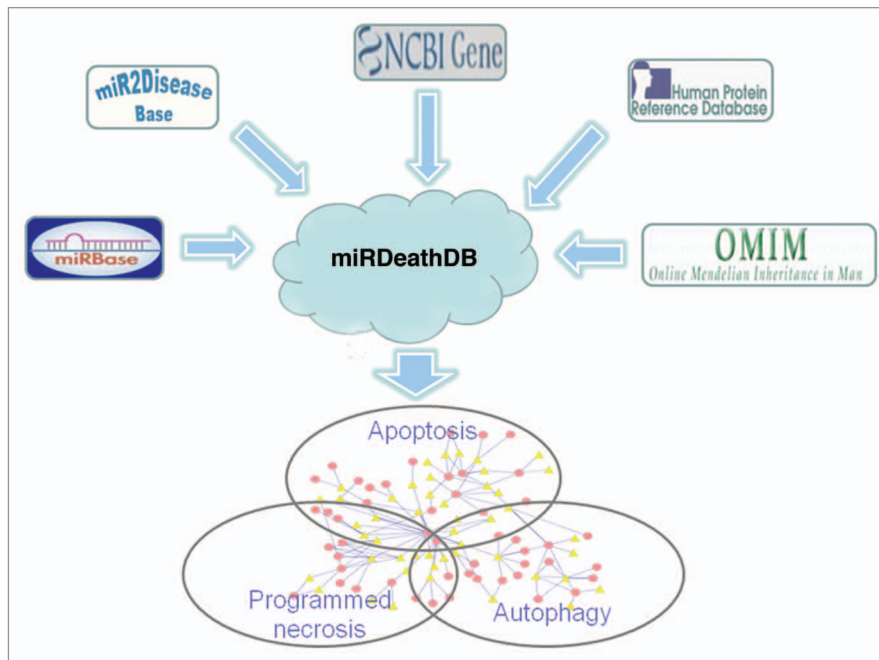 NCBI Gene
miR2Disease
Base
Human Protein
Reference Database
miRBase
miRDeathDB
OMIM
Online Mendelian Inheritance in Man
Apoptosis
Programmed
necrosis
Autophagy